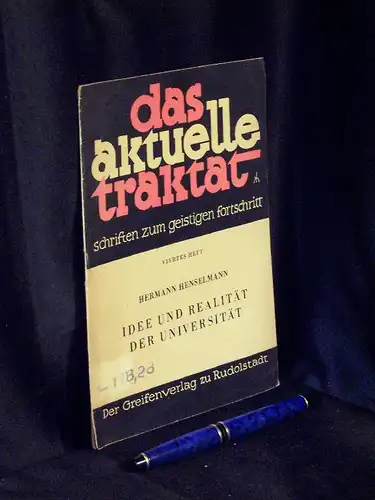 das
aktuelle
traktat
schriften zum geistigen fortschritt
VIERTES HEFT
HERMANN HENSELMANN
IDEE UND REALITÄT
DER UNIVERSITÄT
Der Greifenverlag zu Rudolstadt